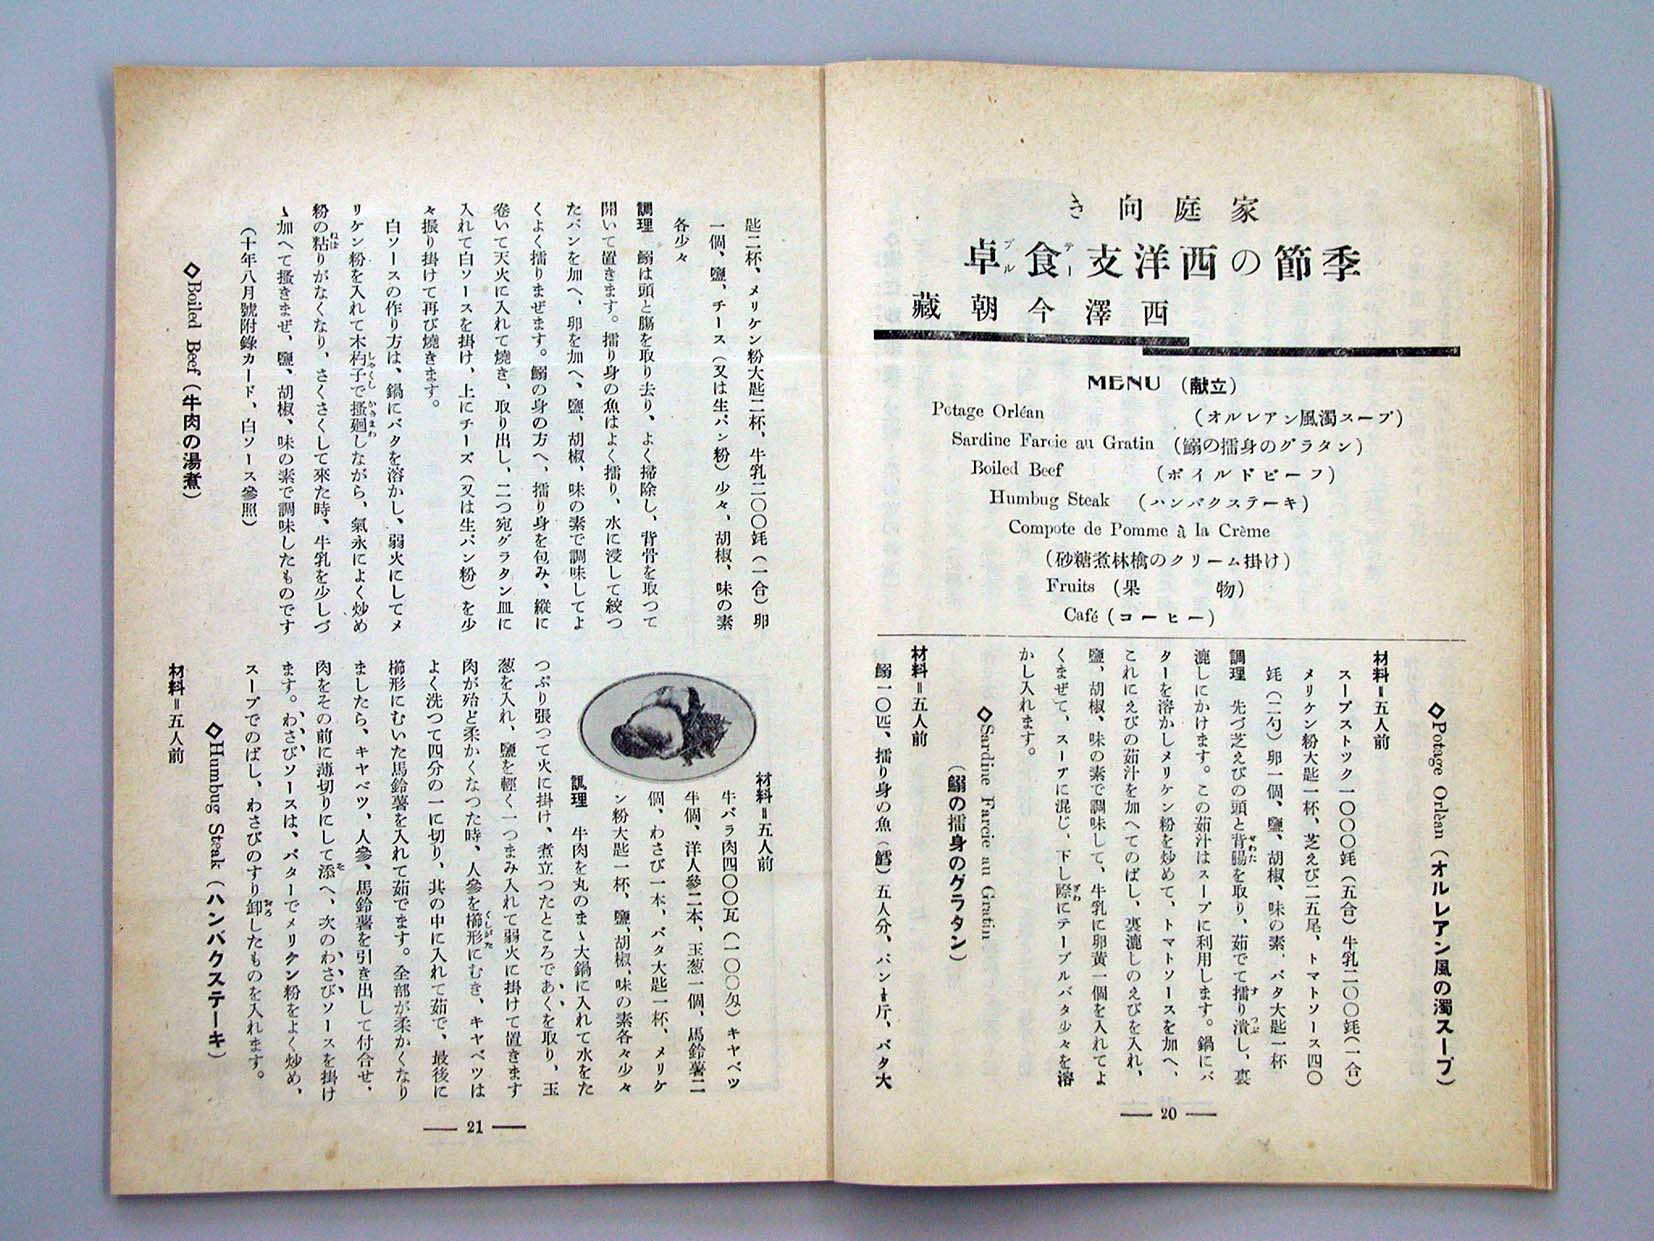 家庭向き
季節の西洋支食卓テーブル
西澤今朝藏
MENU (献立)
Potage Orléan (オルレアン風濁スープ)
Sardine Farcie au Gratin (鰯の擂身のグラタン)
Boiled Beef (ボイルドビーフ)
Humbug Steak (ハンバクステーキ)
Compote de Pomme à la Crème
(砂糖煮林檎のクリーム掛け)
Fruits (果物)
Café (コーヒー)
◇Potage Orlèan (オルレアン風の濁スープ)
材料=五人前
スープストツク一〇〇〇竓(五合)牛乳二〇〇竓(一合)
メリケン粉大匙一杯、芝えび二五尾、トマトソース四〇
竓(二勺)卵一個、鹽、胡椒、味の素、バタ大匙一杯
調理 先づ芝えびの頭と背膓を取り、茹でて擂り潰し、裏
漉しにかけます。この茹汁はスープに利用します。鍋にバ
ターを溶かしメリケン粉を炒めて、トマトソースを加へ、
これにえびの茹汁を加へてのばし、裏漉しのえびを入れ、
鹽、胡椒、味の素で調味して、牛乳に卵黄一個を入れてよ
くまぜて、スープに混じ、下し際にテーブルバタ少々を溶
かし入れます。
◇Sardine Farcie au Gratin
(鰯の擂身のグラタン)
材料=五人前
鰯一〇匹、擂り身の魚(鱈)五人分、パン半斤、バタ大
― 20 ―
匙二杯、メリケン粉大匙二杯、牛乳二〇〇竓(一合)卵
一個、鹽、チース(又は生パン粉)少々、胡椒、味の素
各少々
調理 鰯は頭と膓を取り去り、よく掃除し、背骨を取つて
開いて置きます。擂り身の魚はよく擂り、水に浸して絞つ
たパンを加へ、卵を加へ、鹽、胡椒、味の素で調味してよ
くよく擂りまぜます。鰯の身の方へ、擂り身を包み、縱に
卷いて天火に入れて燒き、取り出し、二つ宛グラタン皿に
入れて白ソースを掛け、上にチーズ(又は生パン粉)を少
々振り掛けて再び燒きます。
白ソースの作り方は、鍋にバタを溶かし、弱火にしてメ
リケン粉を入れて木杓子で搔廻しながら、氣永によく炒め
粉の粘りがなくなり、さくさくして來た時、牛乳を少しづ
ゝ加へて搔きまぜ、鹽、胡椒、味の素で調味したものです
(十年八月號附錄カード、白ソース參照)
◇Boiled Beef (牛肉の湯煮)
材料=五人前
牛バラ肉四〇〇瓦(一〇〇匁)キヤベツ
半個、洋人參二本、玉葱一個、馬鈴薯二
個、わさび一本、バタ大匙一杯、メリケ
ン粉大匙一杯、鹽、胡椒、味の素各々少々
調理 牛肉を丸のまゝ大鍋に入れて水をた
つぷり張つて火に掛け、煮立つたところであくを取り、玉
葱を入れ、鹽を輕く一つまみ入れて弱火に掛けて置きます
肉が殆ど柔かくなつた時、人參を櫛形にむき、キヤベツは
よく洗つて四分の一に切り、共の中に入れて茹で、最後に
櫛形にむいた馬鈴薯を入れて茹でます。全部が柔かくなり
ましたら、キヤベツ、人參、馬鈴薯を引き出して付合せ、
肉をその前に薄切りにして添へ、次のわさびソースを掛け
ます。わさびソースは、バターでメリケン粉をよく炒め、
スープでのばし、わさびのすり卸したものを入れます。
◇Humbug Steak (ハンバクステーキ)
材料=五人前
― 21 ―